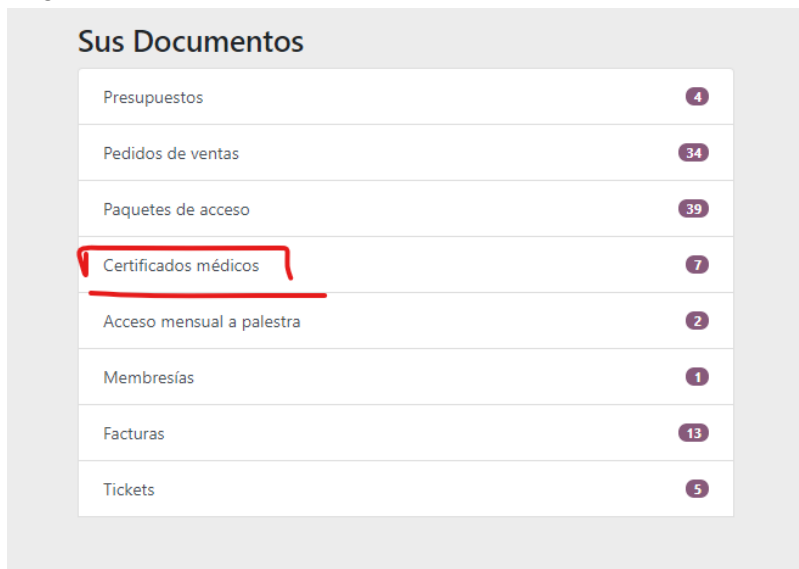 Sus Documentos
Presupuestos 4
Pedidos de ventas 34
Paquetes de acceso 39
Certificados médicos 7
Acceso mensual a palestra 2
Membresías 1
Facturas 13
Tickets 5